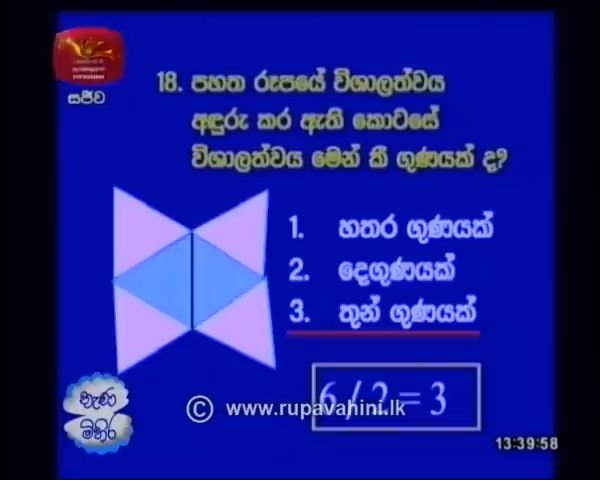 සජීව
18. පහත රූපයේ විශාලත්වය
අඳුරු කර ඇති කොටසේ
විශාලත්වය මෙන් කී ගුණයක් ද?
1. හතර ගුණයක්
2. දෙගුණයක්
3. තුන් ගුණයක්
6 / 2 = 3
© www.rupavahini.lk
නැණ
මිහිර
13:39:58